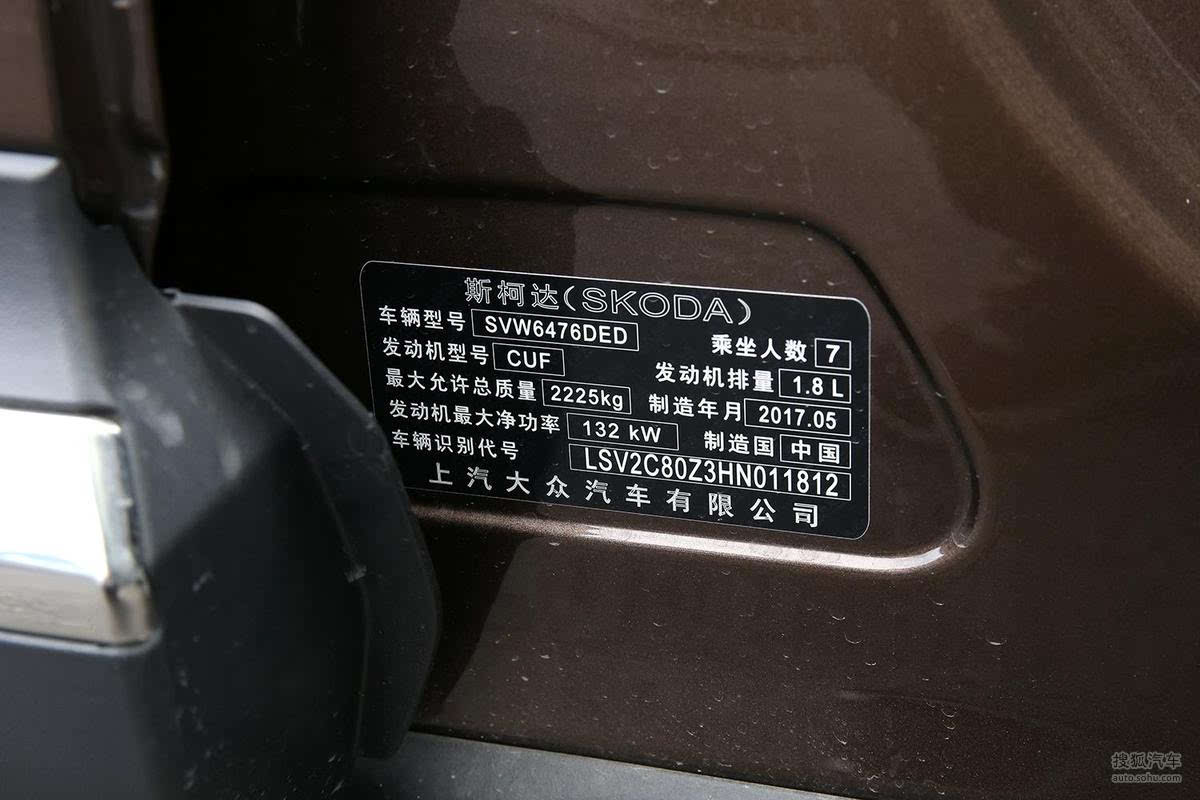 斯柯达(SKODA)
车辆型号 SVW6476DED 乘坐人数 7
发动机型号 CUF 发动机排量 1.8 L
最大允许总质量 2225kg 制造年月 2017.05
发动机最大净功率 132 kW 制造国 中国
车辆识别代号 LSV2C80Z3HN011812
上汽大众汽车有限公司
搜狐汽车
auto.sohu.com